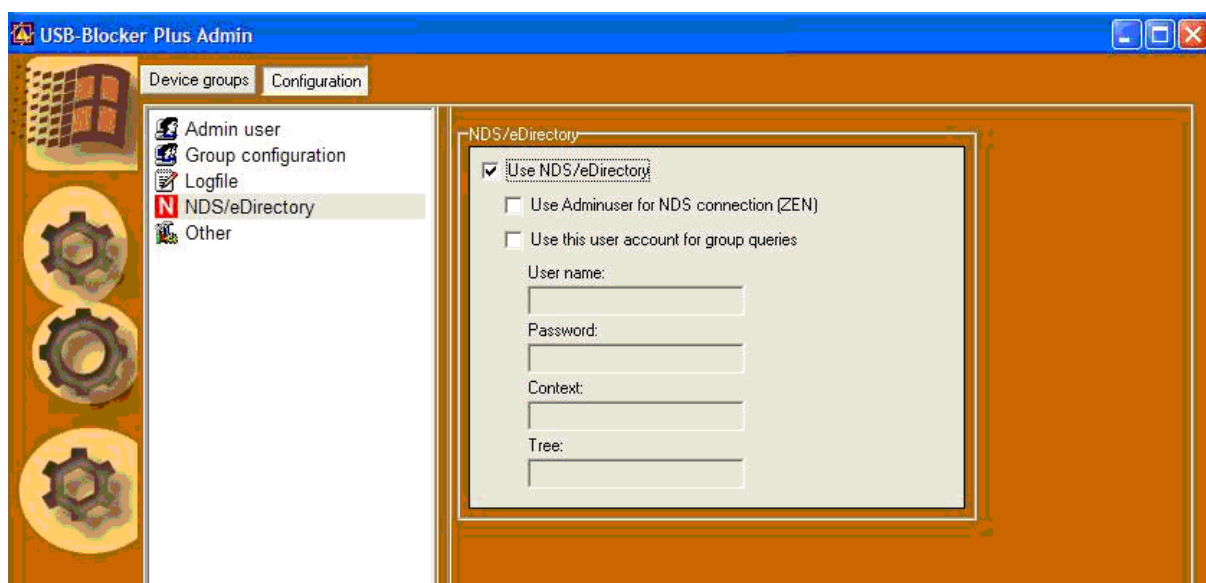 USB-Blocker Plus Admin
Device groups Configuration
Admin user
Group configuration
Logfile
N NDS/eDirectory
Other
NDS/eDirectory
Use NDS/eDirectory
Use Adminuser for NDS connection (ZEN)
Use this user account for group queries
User name:
Password:
Context:
Tree: